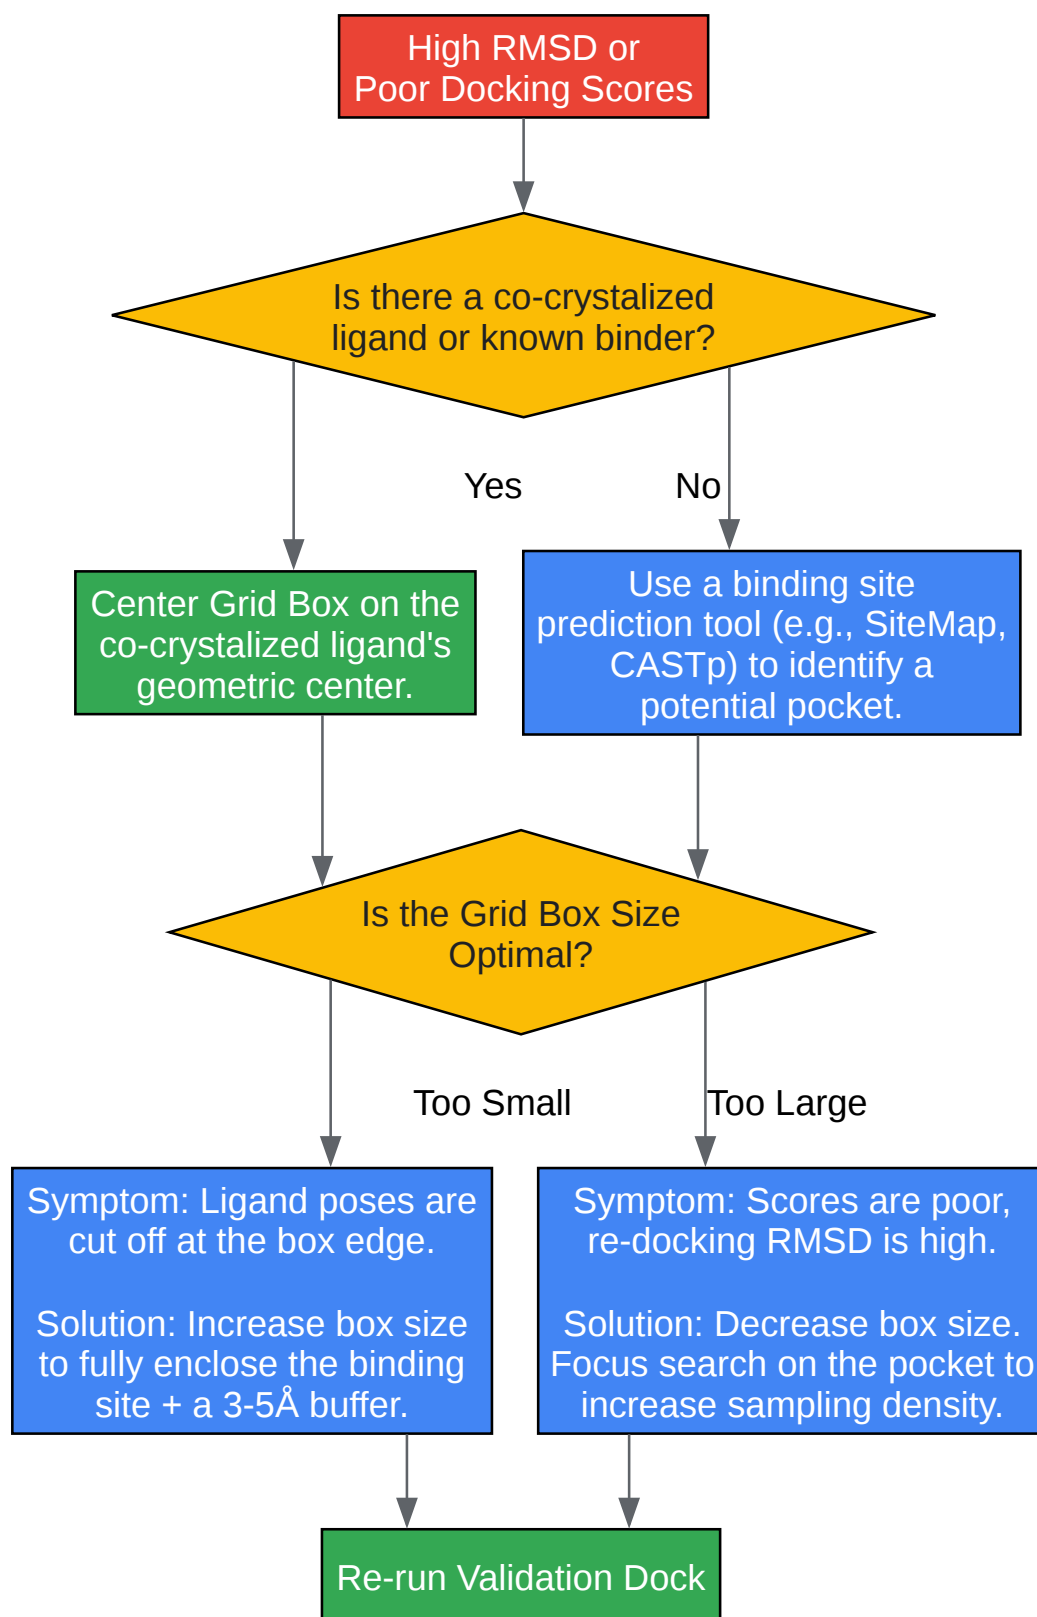 High RMSD or
Poor Docking Scores
Is there a co-crystalized
ligand or known binder?
Yes
No
Center Grid Box on the
co-crystalized ligand's
geometric center.
Use a binding site
prediction tool (e.g., SiteMap,
CASTp) to identify a
potential pocket.
Is the Grid Box Size
Optimal?
Too Small
Too Large
Symptom: Ligand poses are
cut off at the box edge.
Solution: Increase box size
to fully enclose the binding
site + a 3-5Å buffer.
Symptom: Scores are poor,
re-docking RMSD is high.
Solution: Decrease box size.
Focus search on the pocket to
increase sampling density.
Re-run Validation Dock